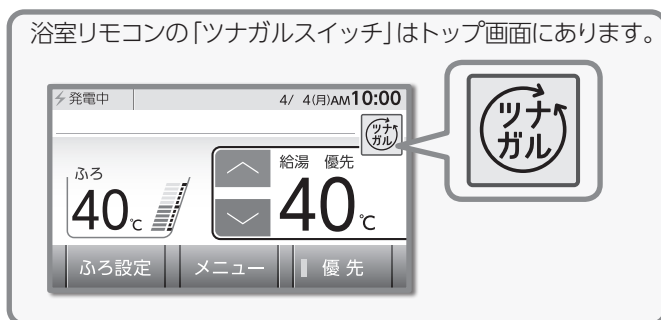 浴室リモコンの「ツナガルスイッチ」はトップ画面にあります。
発電中 4/ 4(月)AM10:00
ツナ
ガル
ふろ
40℃
給湯 優先
40℃
ふろ設定 メニュー 優先
ツナ
ガル